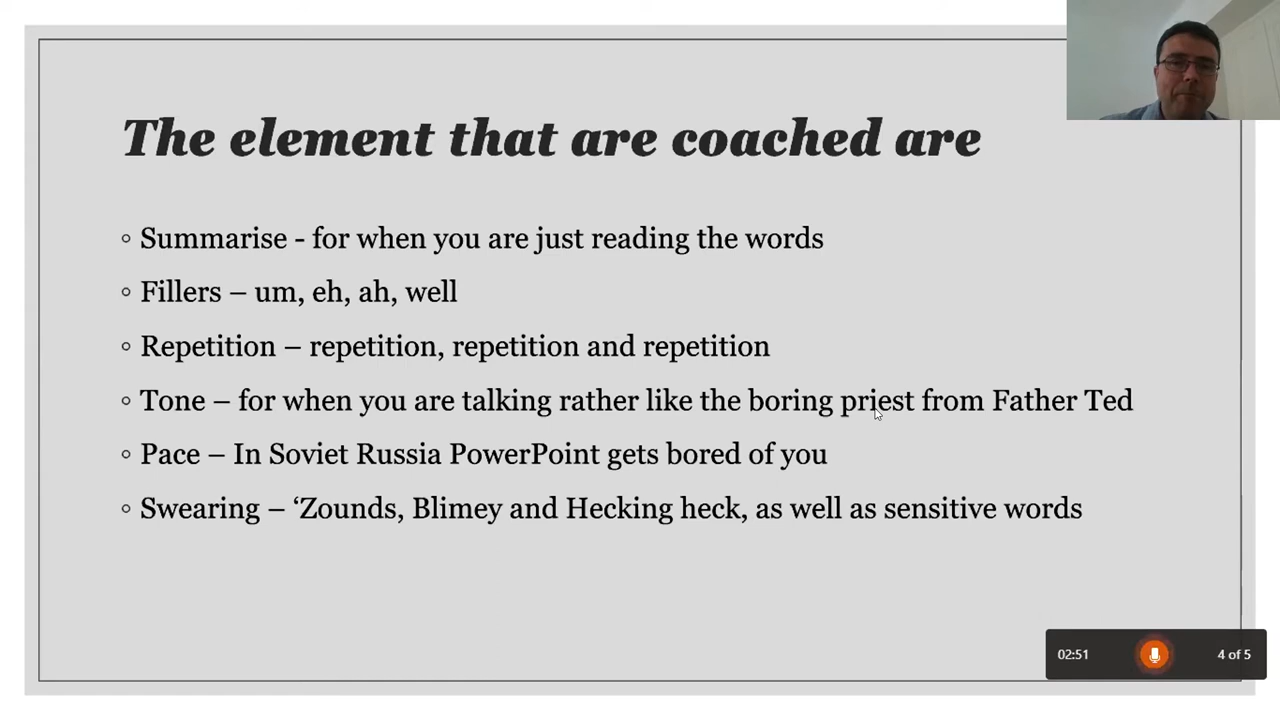 The element that are coached are
◦ Summarise - for when you are just reading the words
◦ Fillers – um, eh, ah, well
◦ Repetition – repetition, repetition and repetition
◦ Tone – for when you are talking rather like the boring priest from Father Ted
◦ Pace – In Soviet Russia PowerPoint gets bored of you
◦ Swearing – ‘Zounds, Blimey and Hecking heck, as well as sensitive words
02:51
4 of 5